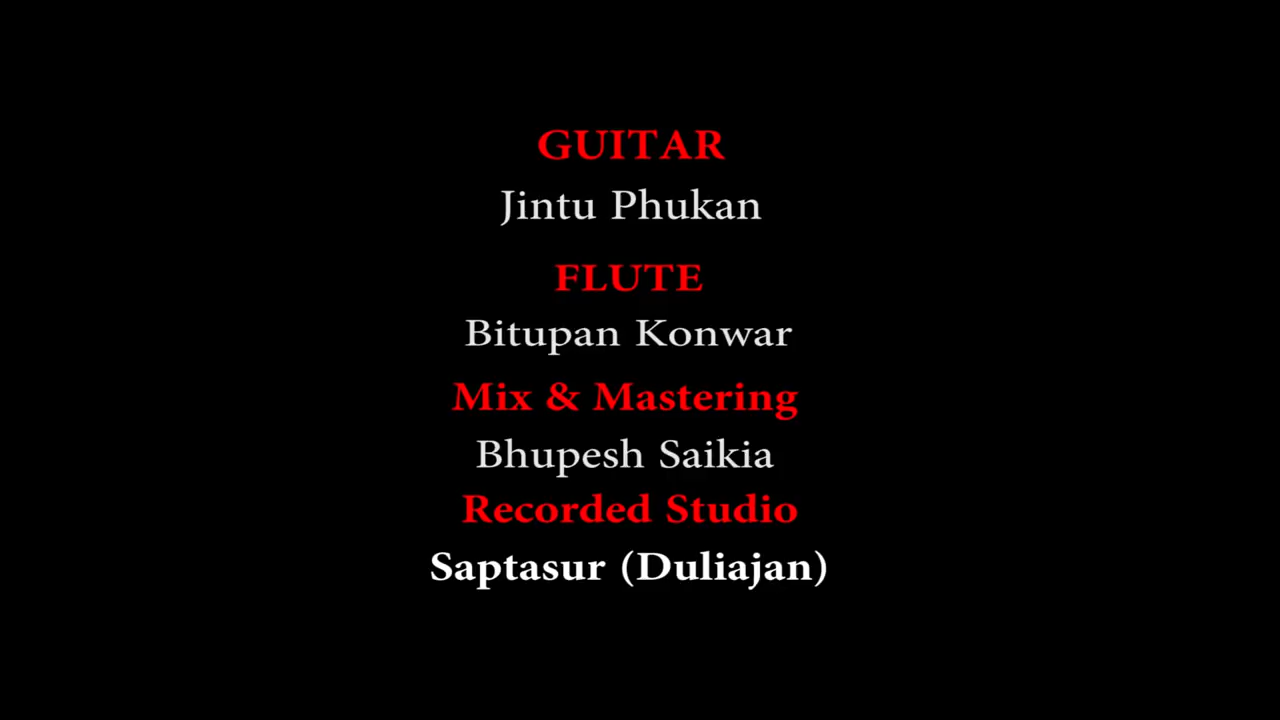 GUITAR
Jintu Phukan
FLUTE
Bitupan Konwar
Mix & Mastering
Bhupesh Saikia
Recorded Studio
Saptasur (Duliajan)